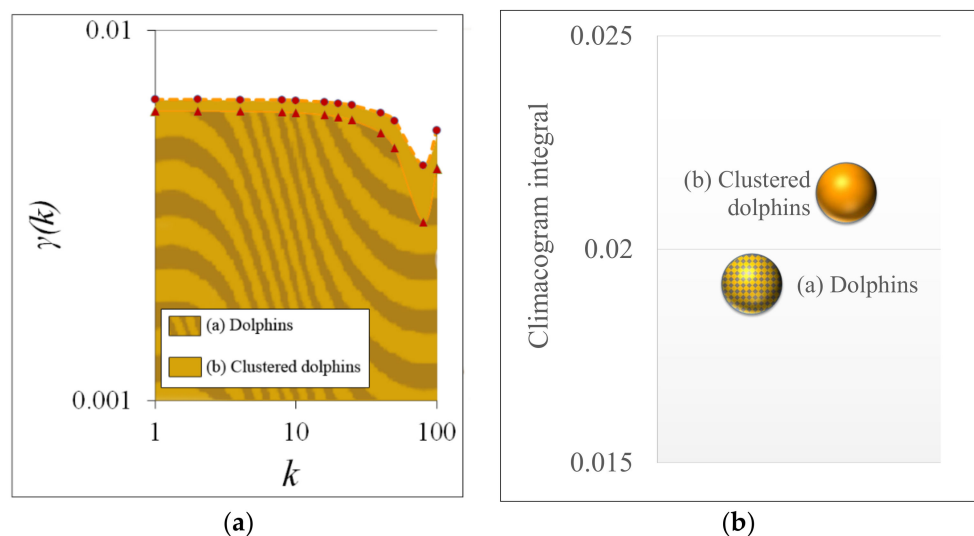 0.01
γ(k)
0.001
(a) Dolphins
(b) Clustered dolphins
1
10
100
k
(a)
0.025
Climacogram integral
(b) Clustered
dolphins
0.02
(a) Dolphins
0.015
(b)